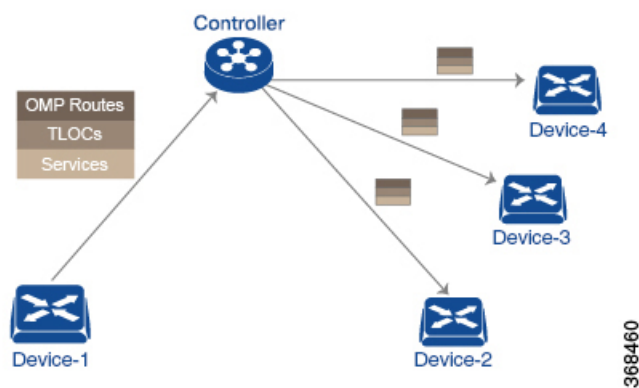 Controller
OMP Routes
TLOCs
Services
Device-4
Device-3
Device-1
Device-2
368460